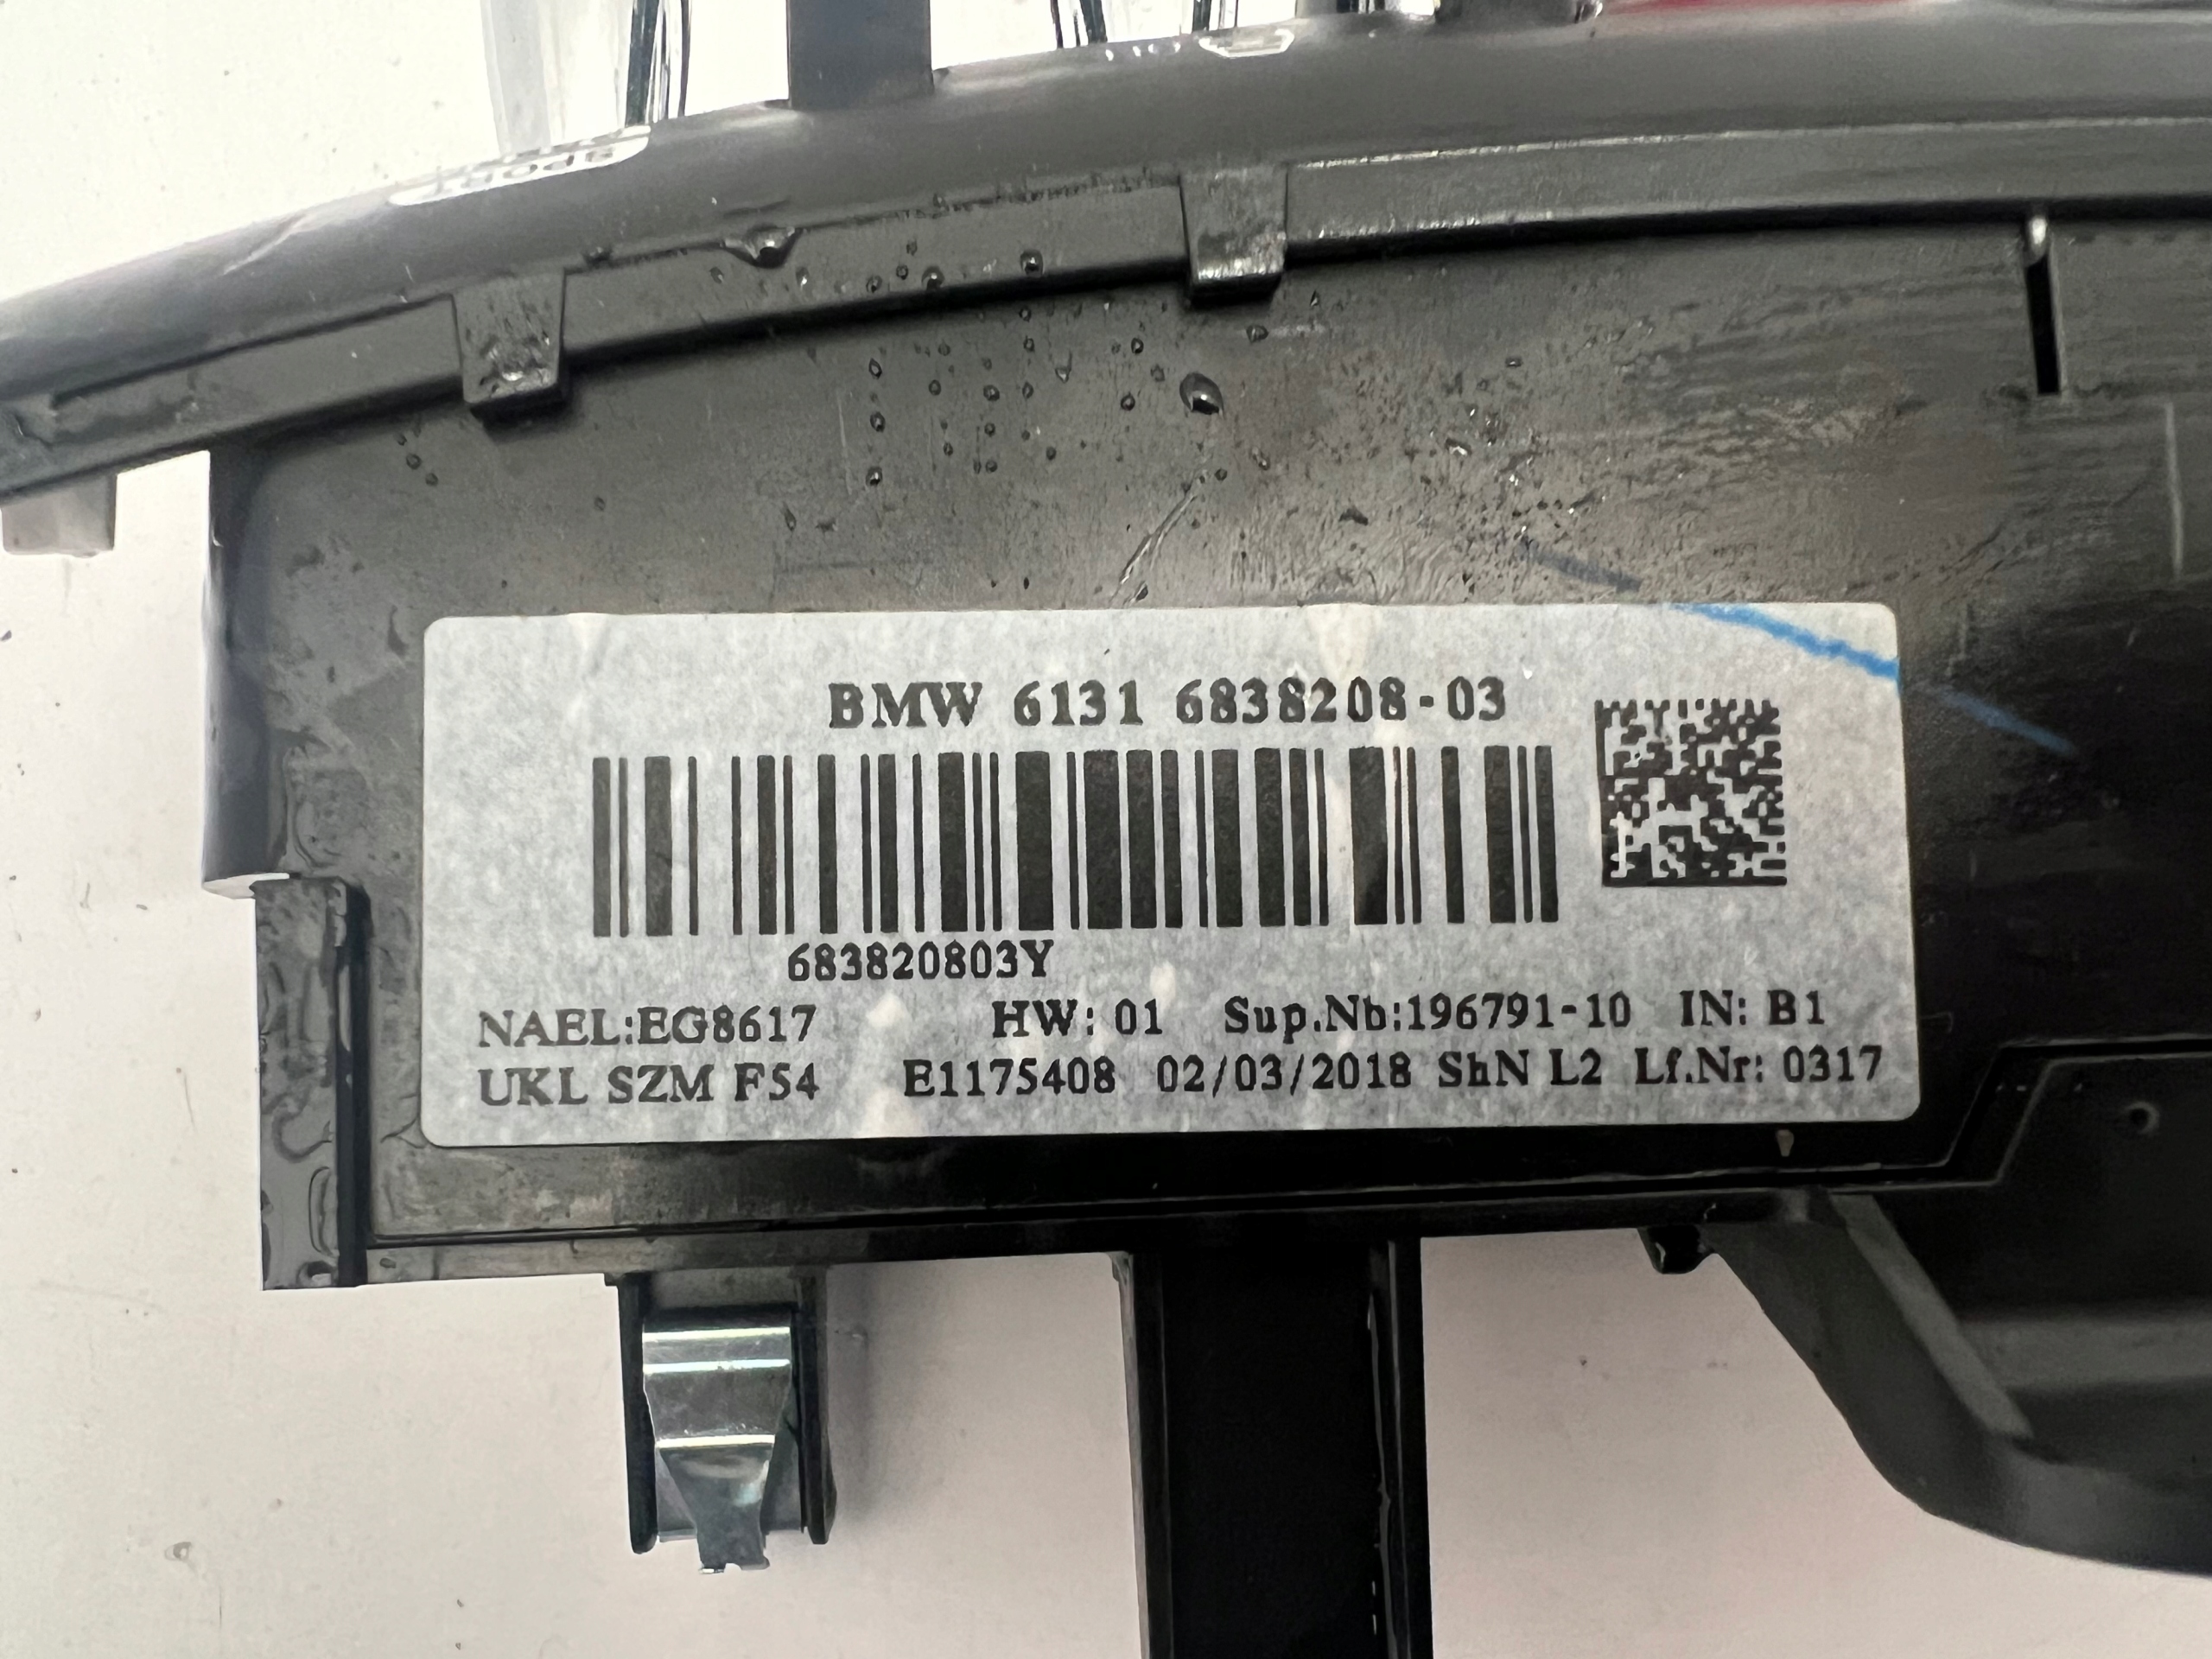 SPORT
BMW 6131 6838208-03
683820803Y
NAEL:EG8617 HW: 01 Sup.Nb:196791-10 IN: B1
UKL SZM F54 E1175408 02/03/2018 ShN L2 Lf.Nr: 0317